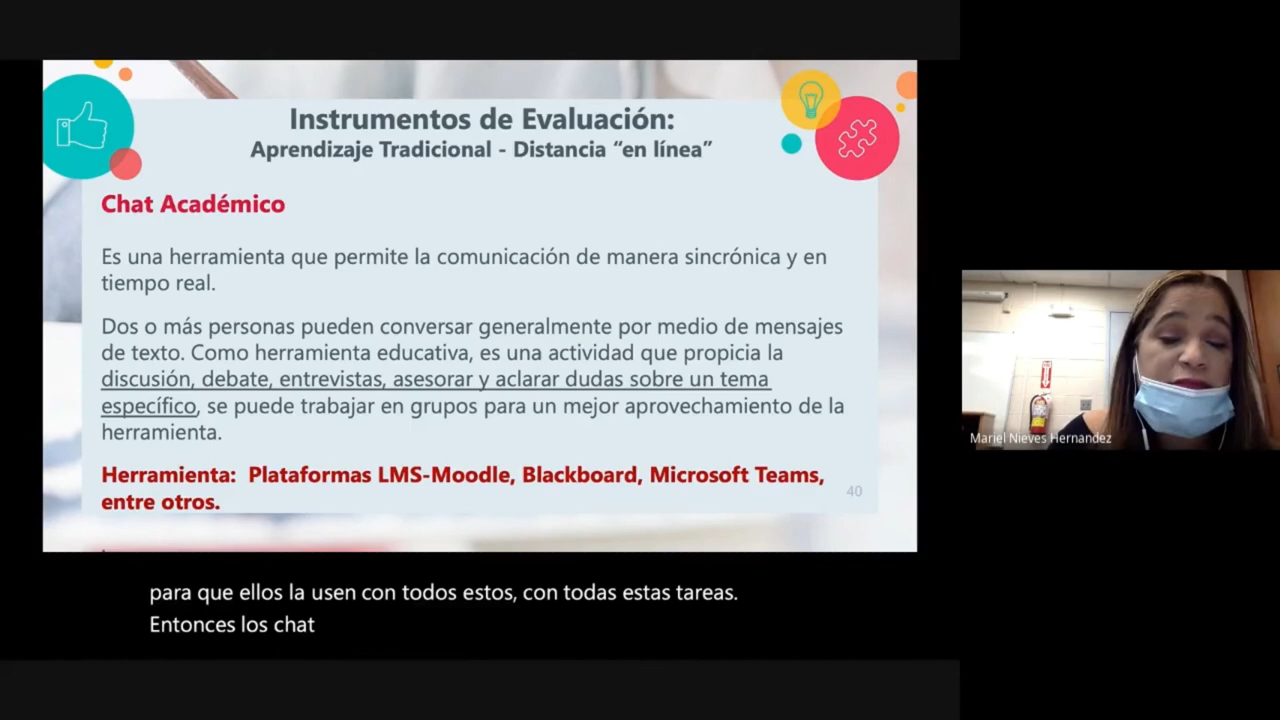 Instrumentos de Evaluación:
Aprendizaje Tradicional - Distancia “en línea”
Chat Académico
Es una herramienta que permite la comunicación de manera sincrónica y en
tiempo real.
Dos o más personas pueden conversar generalmente por medio de mensajes
de texto. Como herramienta educativa, es una actividad que propicia la
discusión, debate, entrevistas, asesorar y aclarar dudas sobre un tema
específico, se puede trabajar en grupos para un mejor aprovechamiento de la
herramienta.
Herramienta: Plataformas LMS-Moodle, Blackboard, Microsoft Teams,
entre otros.
40
Mariel Nieves Hernandez
para que ellos la usen con todos estos, con todas estas tareas.
Entonces los chat